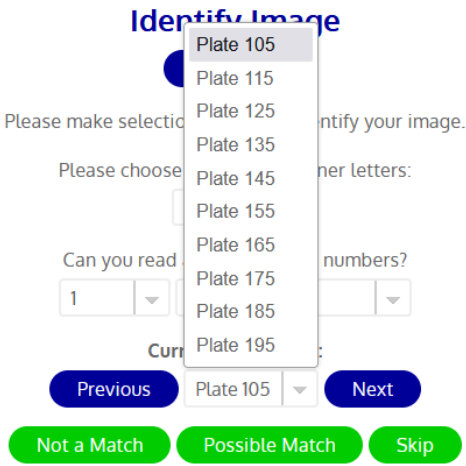 Identify Image
Please make selectio ntify your image.
Please choose ner letters:
Can you read numbers?
1
Curr :
Plate 105
Plate 115
Plate 125
Plate 135
Plate 145
Plate 155
Plate 165
Plate 175
Plate 185
Plate 195
Previous Plate 105 Next
Not a Match Possible Match Skip